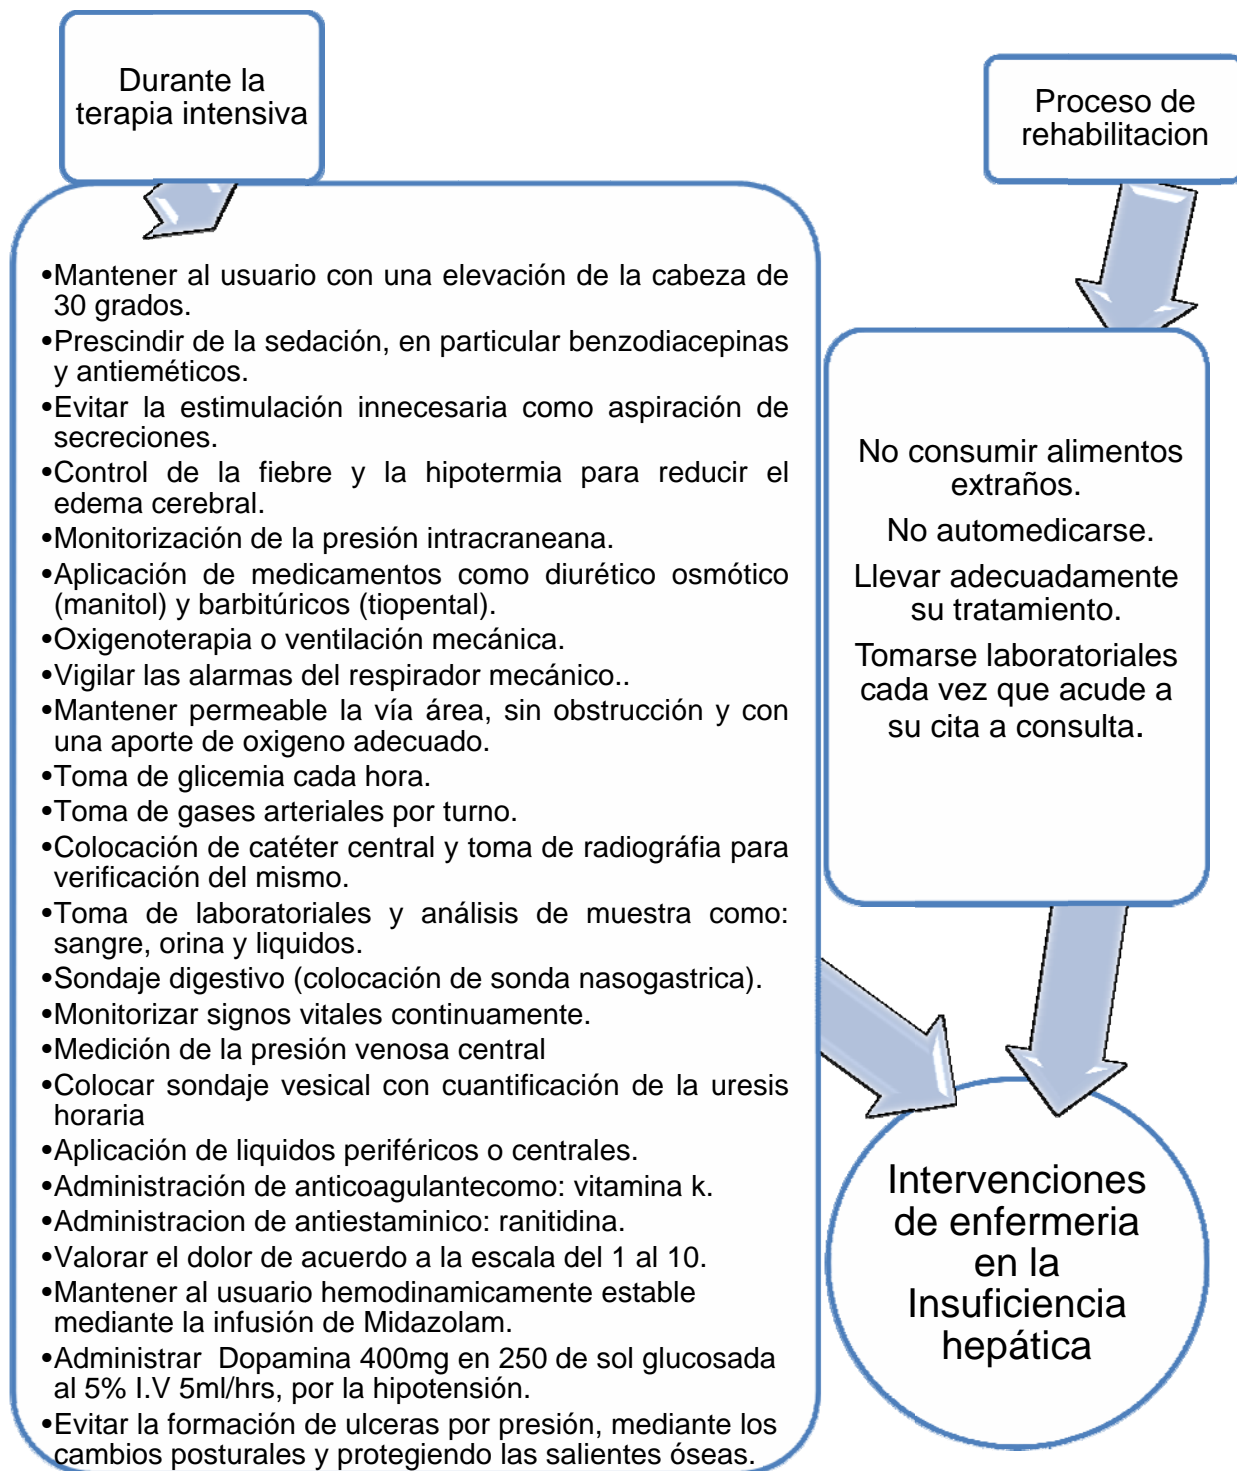 Durante la
terapia intensiva
•Mantener al usuario con una elevación de la cabeza de
30 grados.
•Prescindir de la sedación, en particular benzodiacepinas
y antieméticos.
•Evitar la estimulación innecesaria como aspiración de
secreciones.
•Control de la fiebre y la hipotermia para reducir el
edema cerebral.
•Monitorización de la presión intracraneana.
•Aplicación de medicamentos como diurético osmótico
(manitol) y barbitúricos (tiopental).
•Oxigenoterapia o ventilación mecánica.
•Vigilar las alarmas del respirador mecánico..
•Mantener permeable la vía área, sin obstrucción y con
una aporte de oxigeno adecuado.
•Toma de glicemia cada hora.
•Toma de gases arteriales por turno.
•Colocación de catéter central y toma de radiográfia para
verificación del mismo.
•Toma de laboratoriales y análisis de muestra como:
sangre, orina y liquidos.
•Sondaje digestivo (colocación de sonda nasogastrica).
•Monitorizar signos vitales continuamente.
•Medición de la presión venosa central
•Colocar sondaje vesical con cuantificación de la uresis
horaria
•Aplicación de liquidos periféricos o centrales.
•Administración de anticoagulantecomo: vitamina k.
•Administracion de antiestaminico: ranitidina.
•Valorar el dolor de acuerdo a la escala del 1 al 10.
•Mantener al usuario hemodinamicamente estable
mediante la infusión de Midazolam.
•Administrar Dopamina 400mg en 250 de sol glucosada
al 5% I.V 5ml/hrs, por la hipotensión.
•Evitar la formación de ulceras por presión, mediante los
cambios posturales y protegiendo las salientes óseas.
Proceso de
rehabilitacion
No consumir alimentos
extraños.
No automedicarse.
Llevar adecuadamente
su tratamiento.
Tomarse laboratoriales
cada vez que acude a
su cita a consulta.
Intervenciones
de enfermeria
en la
Insuficiencia
hepática